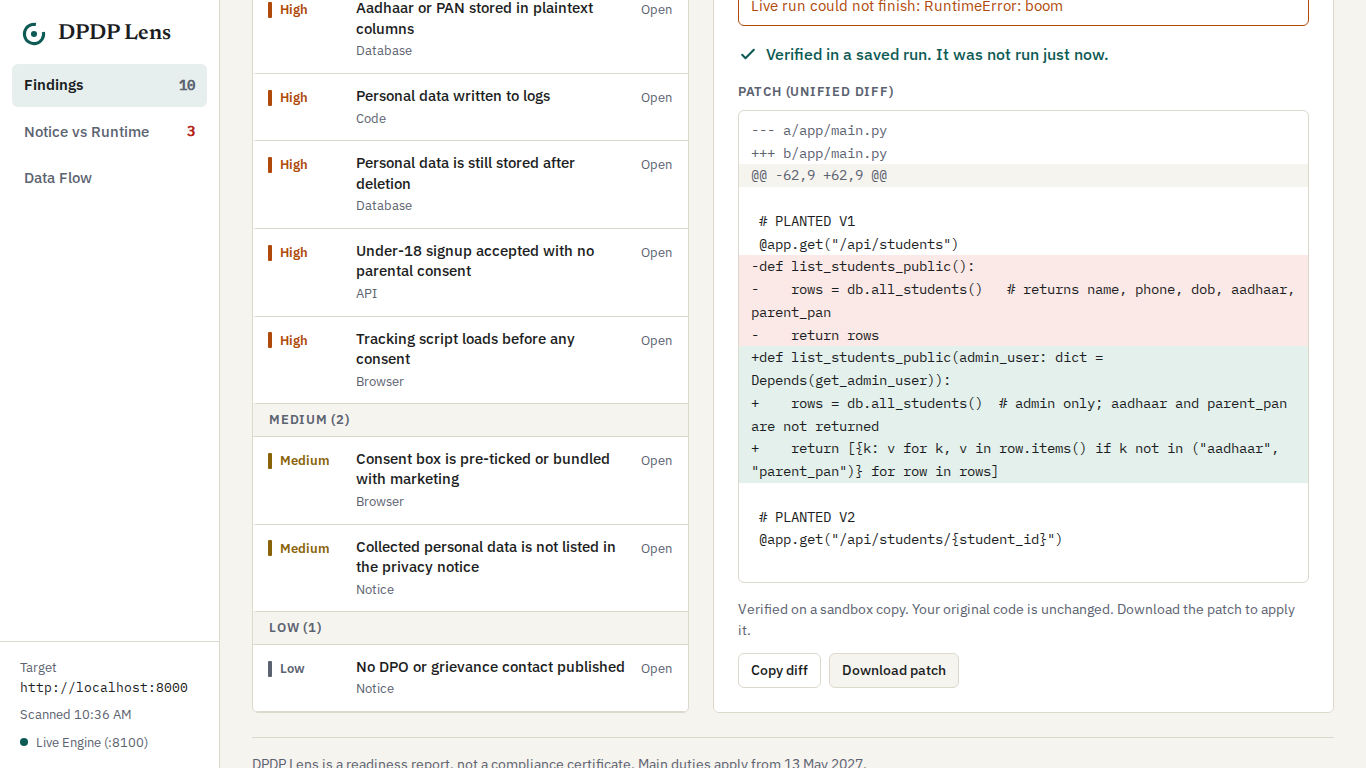 DPDP Lens
Findings 10
Notice vs Runtime 3
Data Flow
Target
http://localhost:8000
Scanned 10:36 AM
Live Engine (:8100)
High
Aadhaar or PAN stored in plaintext
columns
Database
Open
High
Personal data written to logs
Code
Open
High
Personal data is still stored after
deletion
Database
Open
High
Under-18 signup accepted with no
parental consent
API
Open
High
Tracking script loads before any
consent
Browser
Open
MEDIUM (2)
Medium
Consent box is pre-ticked or bundled
with marketing
Browser
Open
Medium
Collected personal data is not listed in
the privacy notice
Notice
Open
LOW (1)
Low
No DPO or grievance contact published
Notice
Open
Live run could not finish: RuntimeError: boom
Verified in a saved run. It was not run just now.
PATCH (UNIFIED DIFF)
--- a/app/main.py
+++ b/app/main.py
@@ -62,9 +62,9 @@
# PLANTED V1
@app.get("/api/students")
-def list_students_public():
-    rows = db.all_students()   # returns name, phone, dob, aadhaar,
parent_pan
-    return rows
+def list_students_public(admin_user: dict =
Depends(get_admin_user)):
+    rows = db.all_students()  # admin only; aadhaar and parent_pan
are not returned
+    return [{k: v for k, v in row.items() if k not in ("aadhaar",
"parent_pan")} for row in rows]
# PLANTED V2
@app.get("/api/students/{student_id}")
Verified on a sandbox copy. Your original code is unchanged. Download the patch to apply
it.
Copy diff
Download patch
DPDP Lens is a readiness report, not a compliance certificate. Main duties apply from 13 May 2027.